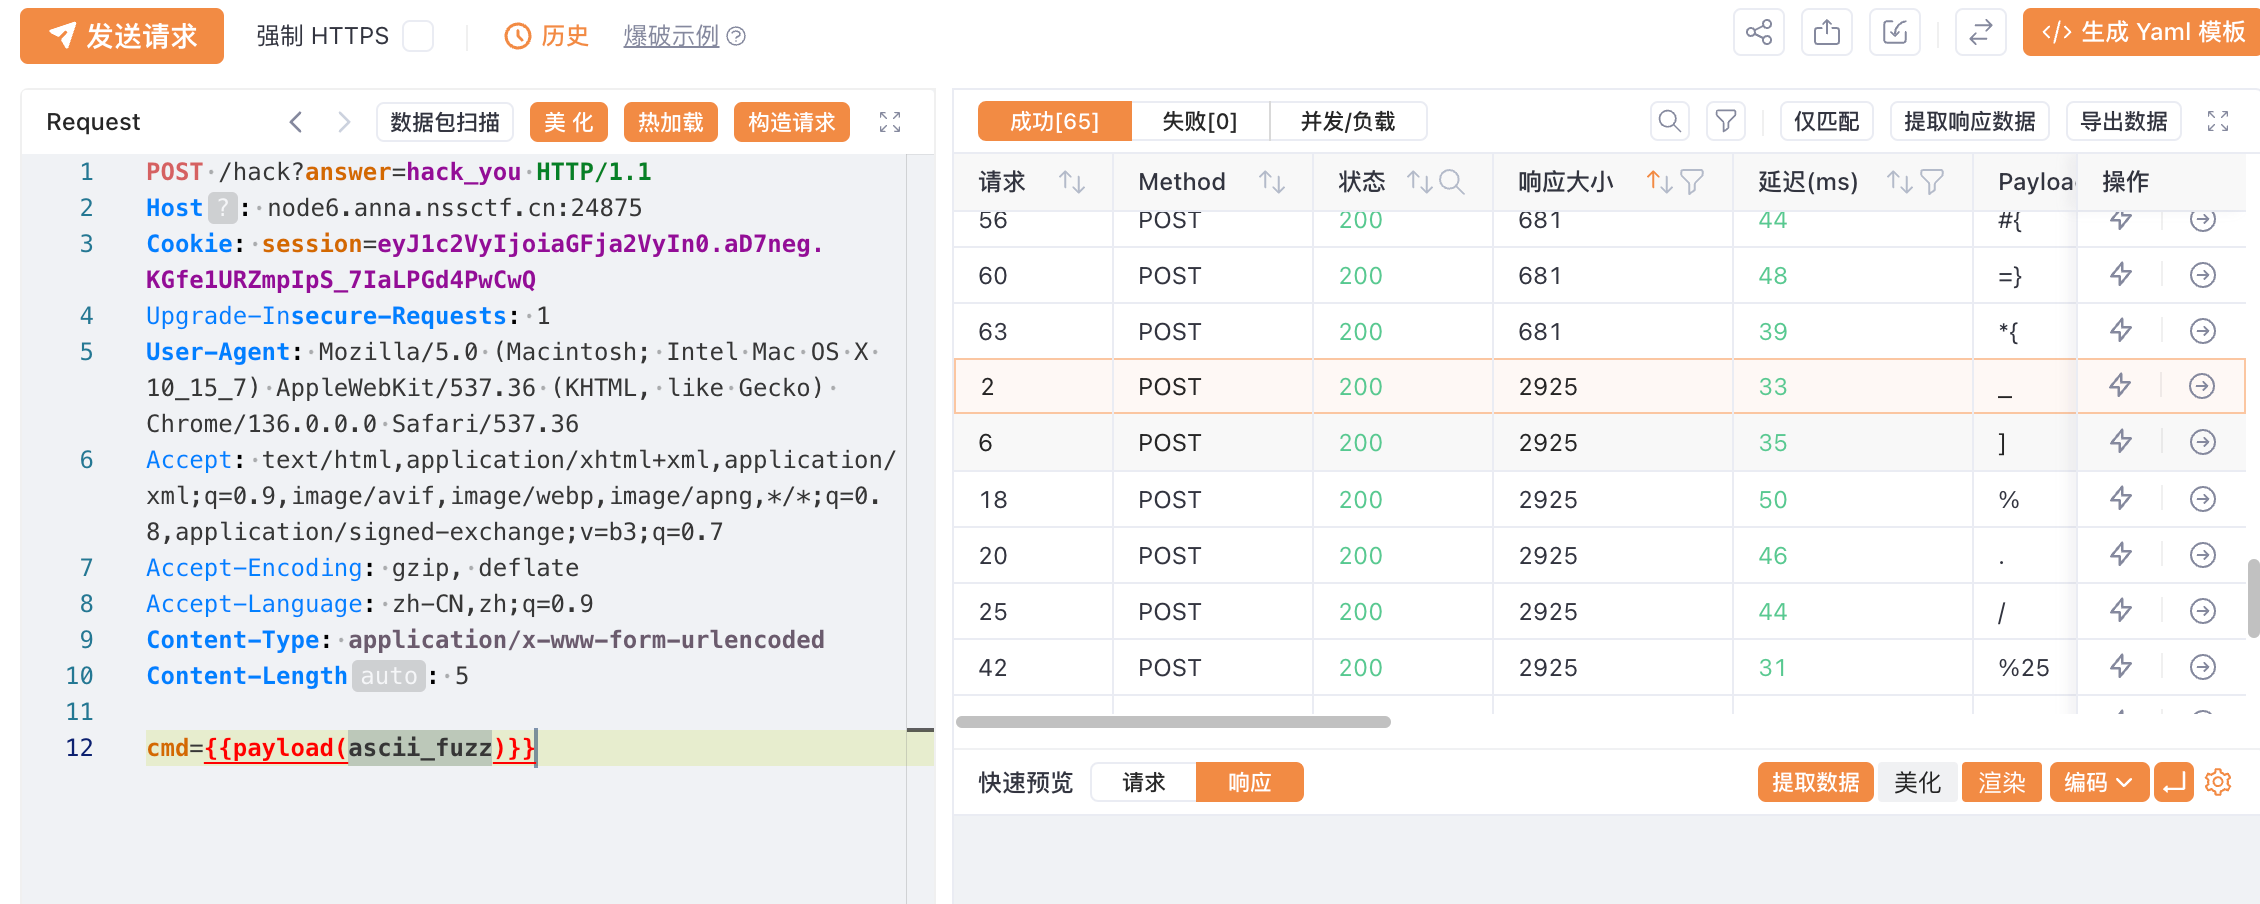 发送请求 强制 HTTPS 历史 爆破示例 ? </> 生成 Yaml 模板
Request 数据包扫描 美 化 热加载 构造请求
1 POST /hack?answer=hack_you HTTP/1.1
2 Host ? : node6.anna.nssctf.cn:24875
3 Cookie: session=eyJ1c2VyIjoiaGFja2VyIn0.aD7neg.
KGfe1URZmpIpS_7IaLPGd4PwCwQ
4 Upgrade-Insecure-Requests: 1
5 User-Agent: Mozilla/5.0 (Macintosh; Intel Mac OS X
10_15_7) AppleWebKit/537.36 (KHTML, like Gecko)
Chrome/136.0.0.0 Safari/537.36
6 Accept: text/html,application/xhtml+xml,application/
xml;q=0.9,image/avif,image/webp,image/apng,*/*;q=0.
8,application/signed-exchange;v=b3;q=0.7
7 Accept-Encoding: gzip, deflate
8 Accept-Language: zh-CN,zh;q=0.9
9 Content-Type: application/x-www-form-urlencoded
10 Content-Length auto : 5
11
12 cmd={{payload(ascii_fuzz)}}
成功[65] 失败[0] 并发/负载 仅匹配 提取响应数据 导出数据
请求 Method 状态 响应大小 延迟(ms) Payloa 操作
56 POST 200 681 44 #{
60 POST 200 681 48 =}
63 POST 200 681 39 *{
2 POST 200 2925 33 _
6 POST 200 2925 35 ]
18 POST 200 2925 50 %
20 POST 200 2925 46 .
25 POST 200 2925 44 /
42 POST 200 2925 31 %25
快速预览 请求 响应 提取数据 美化 渲染 编码